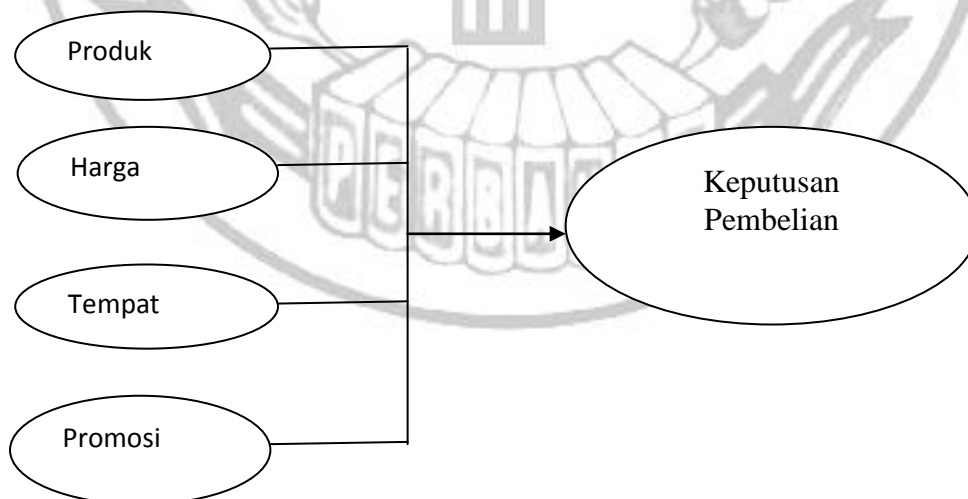 Produk
Harga
Tempat
Promosi
Keputusan
Pembelian